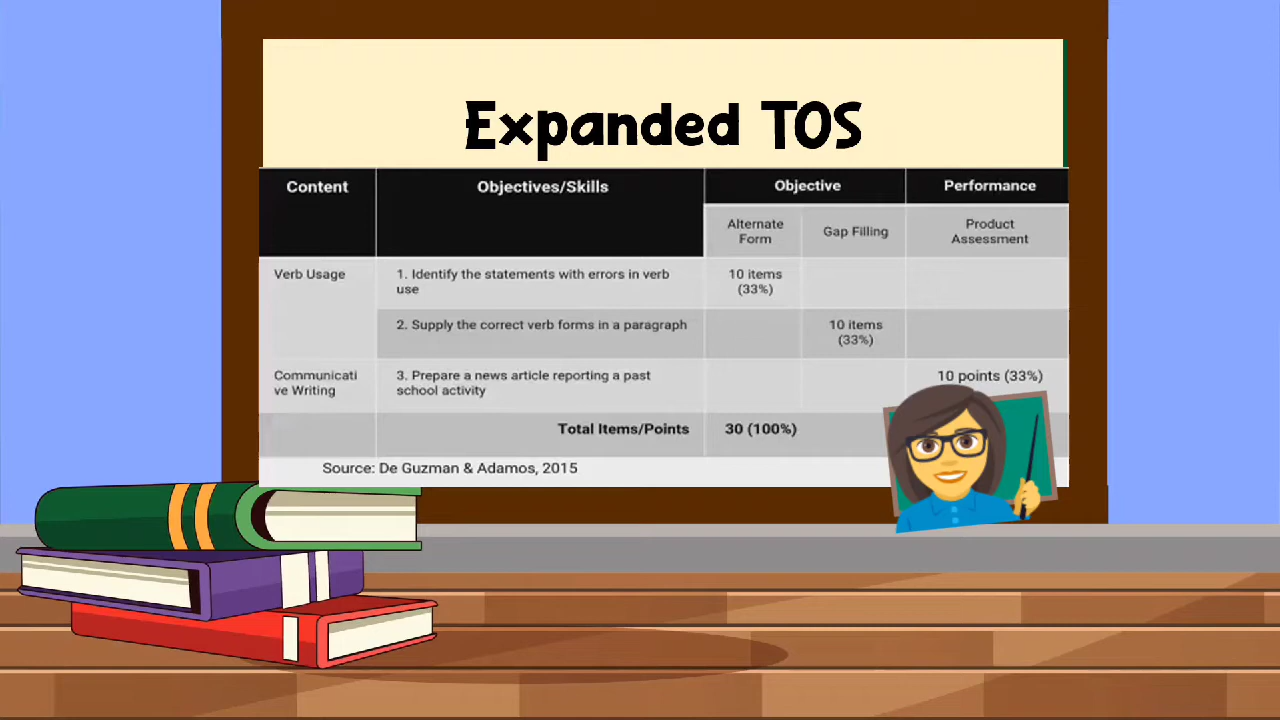 Expanded TOS
Content Objectives/Skills Objective Performance
Alternate Form Gap Filling Product Assessment
Verb Usage 1. Identify the statements with errors in verb use 10 items (33%)
2. Supply the correct verb forms in a paragraph 10 items (33%)
Communicati ve Writing 3. Prepare a news article reporting a past school activity 10 points (33%)
Total Items/Points 30 (100%)
Source: De Guzman & Adamos, 2015